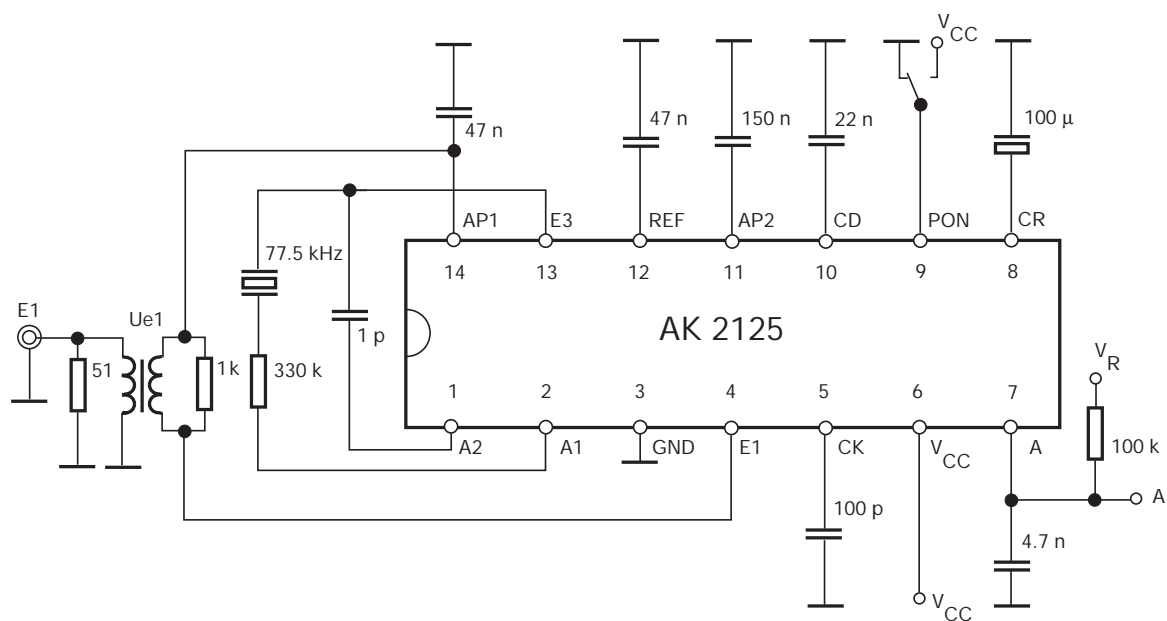 V CC
47 n
47 n
150 n
22 n
100 µ
AP1
E3
REF
AP2
CD
PON
CR
14
13
12
11
10
9
8
77.5 kHz
E1
Ue1
1 p
AK 2125
51
1k
330 k
V R
1
2
3
4
5
6
7
A2
A1
GND
E1
CK
V CC
A
100 k
A
100 p
4.7 n
V CC